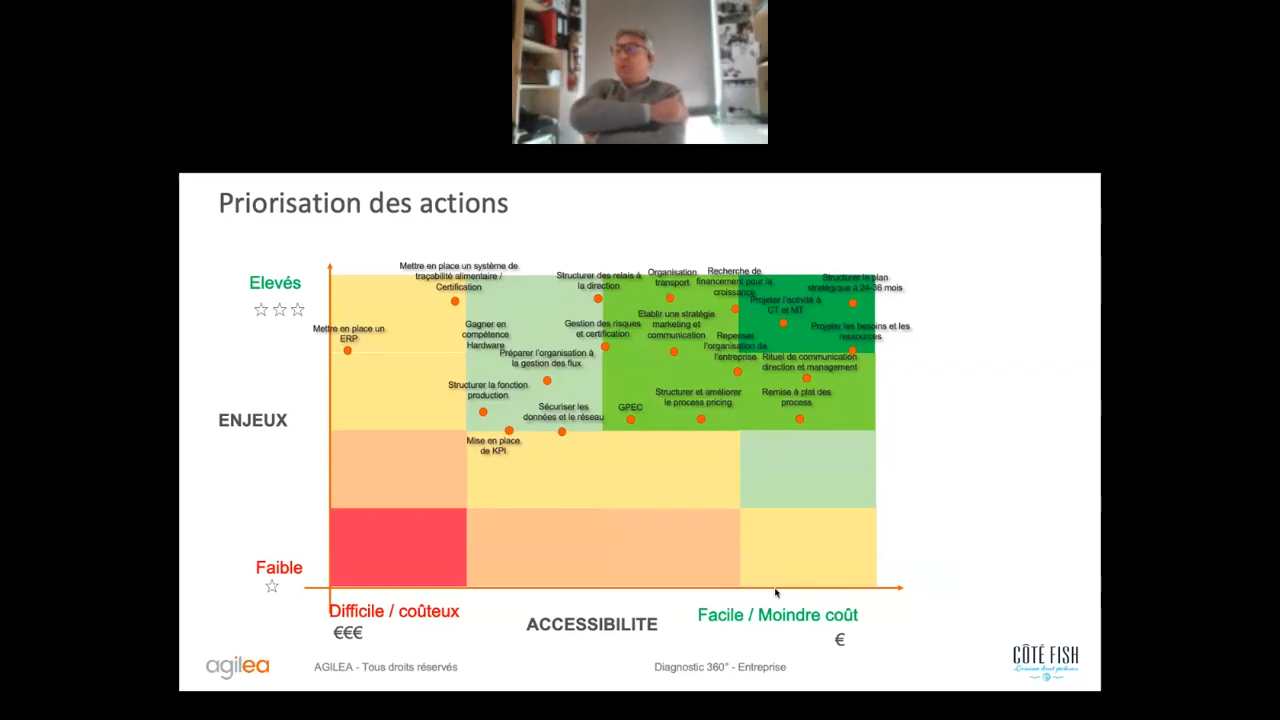 Priorisation des actions
Elevés
Mettre en place un système de
traçabilité alimentaire /
Certification
Structurer des relais à
la direction
Organisation
transport
Recherche de
financement pour la
croissance
Structurer le plan
stratégique à 24-36 mois
Projeter l'activité à
CT et MT
Mettre en place un
ERP
Gagner en
compétence
Hardware
Gestion des risques
et certification
Etablir une stratégie
marketing et
communication
Repenser
l'organisation de
l'entreprise
Projeter les besoins et les
ressources
Préparer l'organisation à
la gestion des flux
Rituel de communication
direction et management
Structurer la fonction
production
Sécuriser les
données et le réseau
GPEC
Structurer et améliorer
le process pricing
Remise à plat des
process
ENJEUX
Mise en place
de KPI
Faible
Difficile / coûteux
€€€
ACCESSIBILITE
Facile / Moindre coût
€
agilea
AGILEA - Tous droits réservés
Diagnostic 360° - Entreprise
CÔTÉ FISH